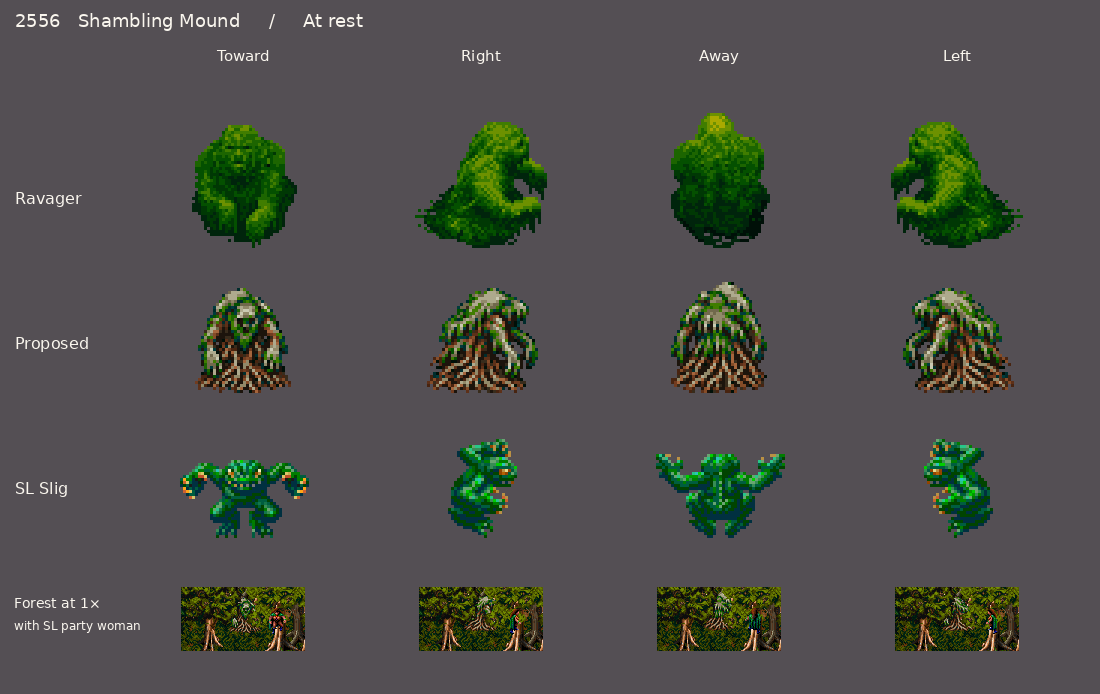 2556 Shambling Mound / At rest
Toward Right Away Left
Ravager
Proposed
SL Slig
Forest at 1×
with SL party woman